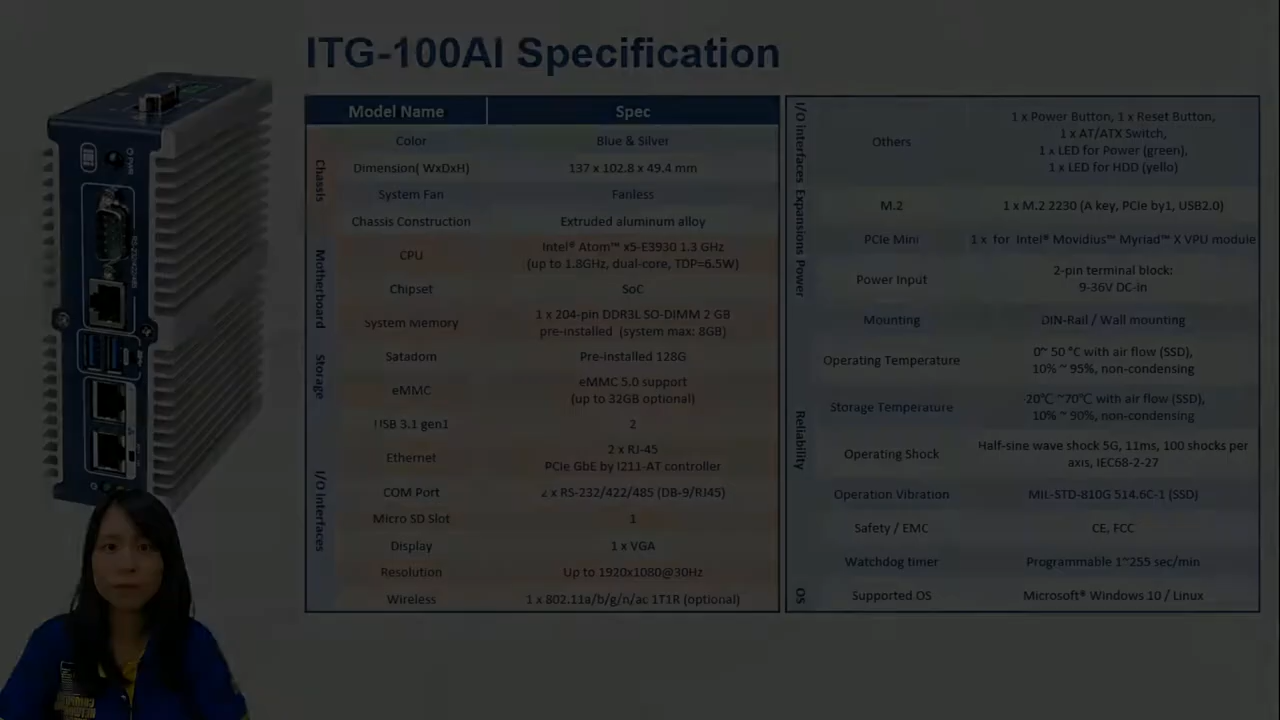 ITG-100AI Specification
Model Name Spec
Chassis
Color Blue & Silver
Dimension( WxDxH) 137 x 102.8 x 49.4 mm
System Fan Fanless
Chassis Construction Extruded aluminum alloy
Motherboard
CPU Intel® Atom™ x5-E3930 1.3 GHz
(up to 1.8GHz, dual-core, TDP=6.5W)
Chipset SoC
System Memory 1 x 204-pin DDR3L SO-DIMM 2 GB
pre-installed (system max: 8GB)
Storage
Satadom Pre-installed 128G
eMMC eMMC 5.0 support
(up to 32GB optional)
I/O Interfaces
USB 3.1 gen1 2
Ethernet 2 x RJ-45
PCIe GbE by I211-AT controller
COM Port 2 x RS-232/422/485 (DB-9/RJ45)
Micro SD Slot 1
Display 1 x VGA
Resolution Up to 1920x1080@30Hz
Wireless 1 x 802.11a/b/g/n/ac 1T1R (optional)
I/O Interfaces
Others 1 x Power Button, 1 x Reset Button,
1 x AT/ATX Switch,
1 x LED for Power (green),
1 x LED for HDD (yello)
Expansions
M.2 1 x M.2 2230 (A key, PCIe by1, USB2.0)
PCIe Mini 1 x for Intel® Movidius™ Myriad™ X VPU module
Power
Power Input 2-pin terminal block:
9-36V DC-in
Reliability
Mounting DIN-Rail / Wall mounting
Operating Temperature 0~ 50 °C with air flow (SSD),
10% ~ 95%, non-condensing
Storage Temperature 20℃ ~70℃ with air flow (SSD),
10% ~ 90%, non-condensing
Operating Shock Half-sine wave shock 5G, 11ms, 100 shocks per
axis, IEC68-2-27
Operation Vibration MIL-STD-810G 514.6C-1 (SSD)
Safety / EMC CE, FCC
Watchdog timer Programmable 1~255 sec/min
OS
Supported OS Microsoft® Windows 10 / Linux